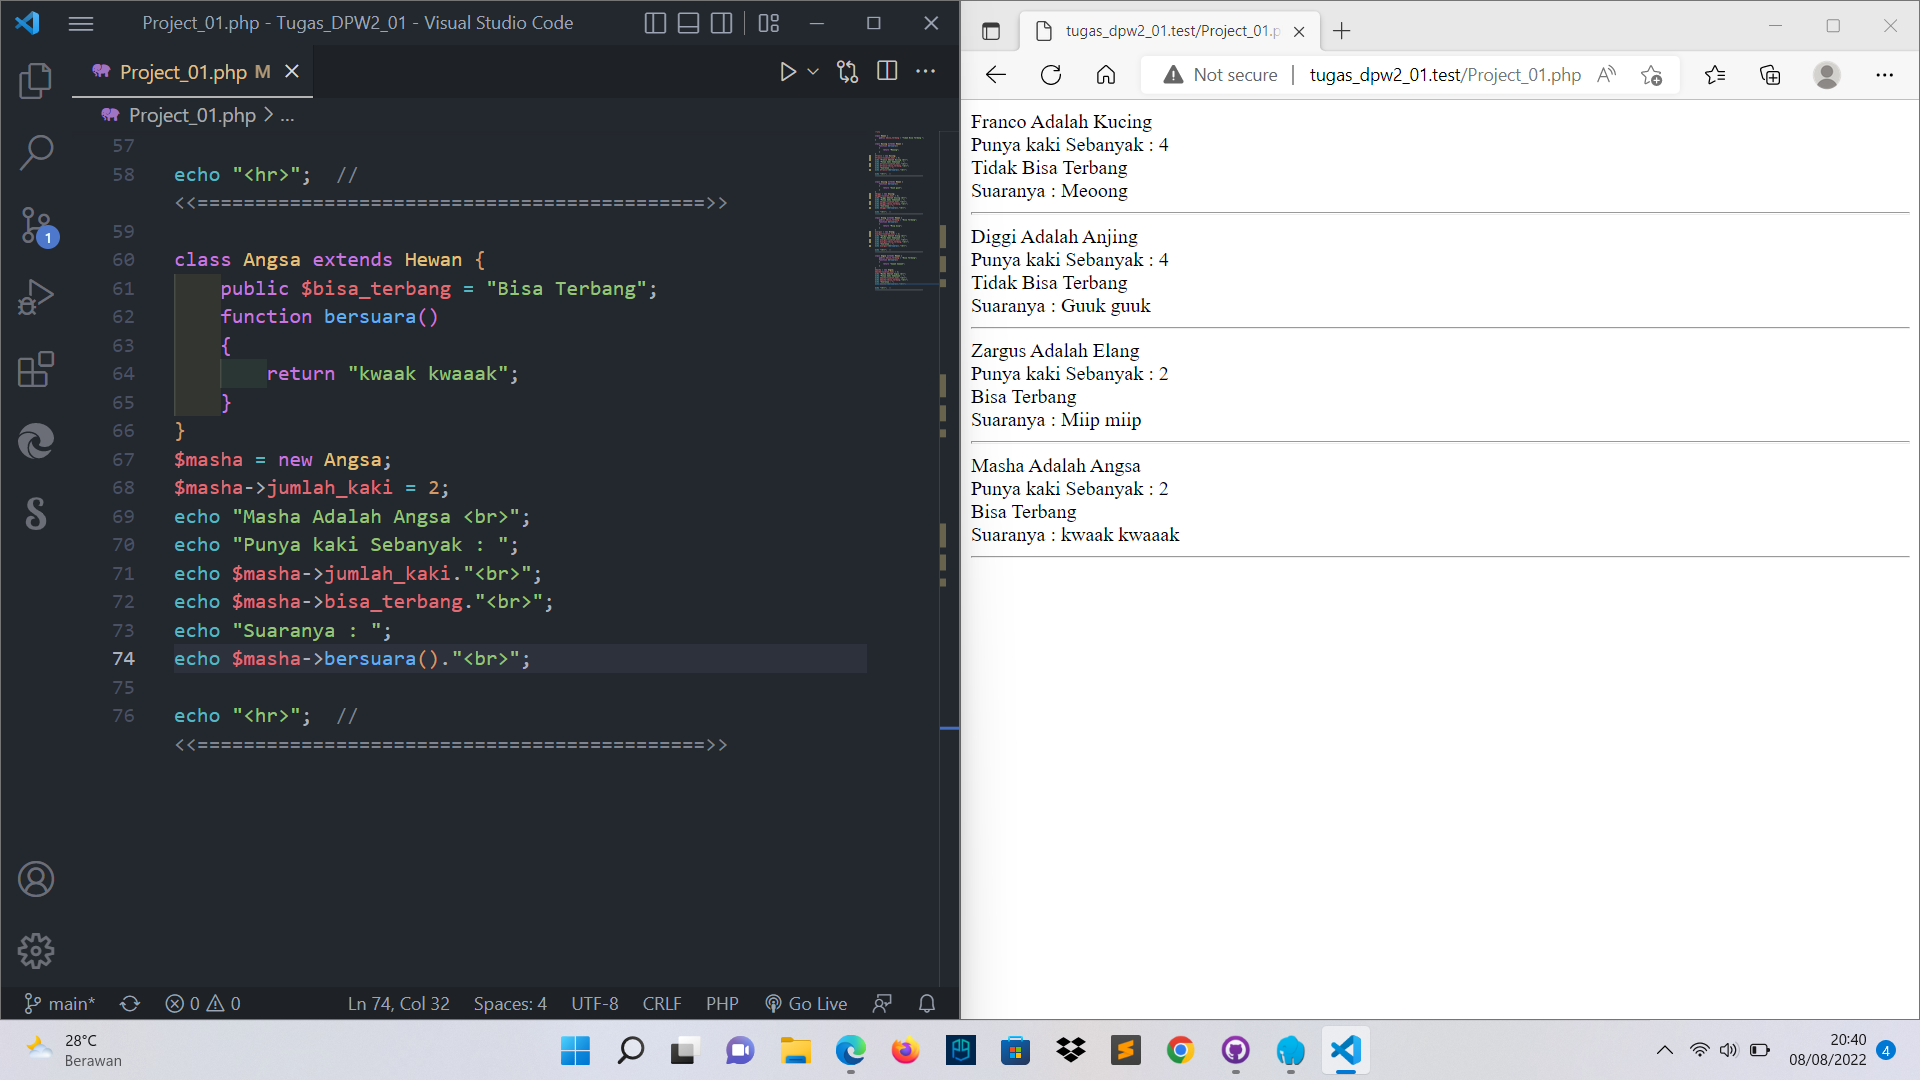 Project_01.php - Tugas_DPW2_01 - Visual Studio Code
Project_01.php M
Project_01.php > ...
57
58 echo "<hr>";  //
<<============================================>>
59
60 class Angsa extends Hewan {
61     public $bisa_terbang = "Bisa Terbang";
62     function bersuara()
63     {
64         return "kwaak kwaaak";
65     }
66 }
67 $masha = new Angsa;
68 $masha->jumlah_kaki = 2;
69 echo "Masha Adalah Angsa <br>";
70 echo "Punya kaki Sebanyak : ";
71 echo $masha->jumlah_kaki."<br>";
72 echo $masha->bisa_terbang."<br>";
73 echo "Suaranya : ";
74 echo $masha->bersuara()."<br>";
75
76 echo "<hr>";  //
<<============================================>>
1
main* 0 0 Ln 74, Col 32 Spaces: 4 UTF-8 CRLF PHP Go Live
tugas_dpw2_01.test/Project_01.p
Not secure | tugas_dpw2_01.test/Project_01.php
Franco Adalah Kucing
Punya kaki Sebanyak : 4
Tidak Bisa Terbang
Suaranya : Meoong
Diggi Adalah Anjing
Punya kaki Sebanyak : 4
Tidak Bisa Terbang
Suaranya : Guuk guuk
Zargus Adalah Elang
Punya kaki Sebanyak : 2
Bisa Terbang
Suaranya : Miip miip
Masha Adalah Angsa
Punya kaki Sebanyak : 2
Bisa Terbang
Suaranya : kwaak kwaaak
28°C
Berawan
20:40
08/08/2022
4